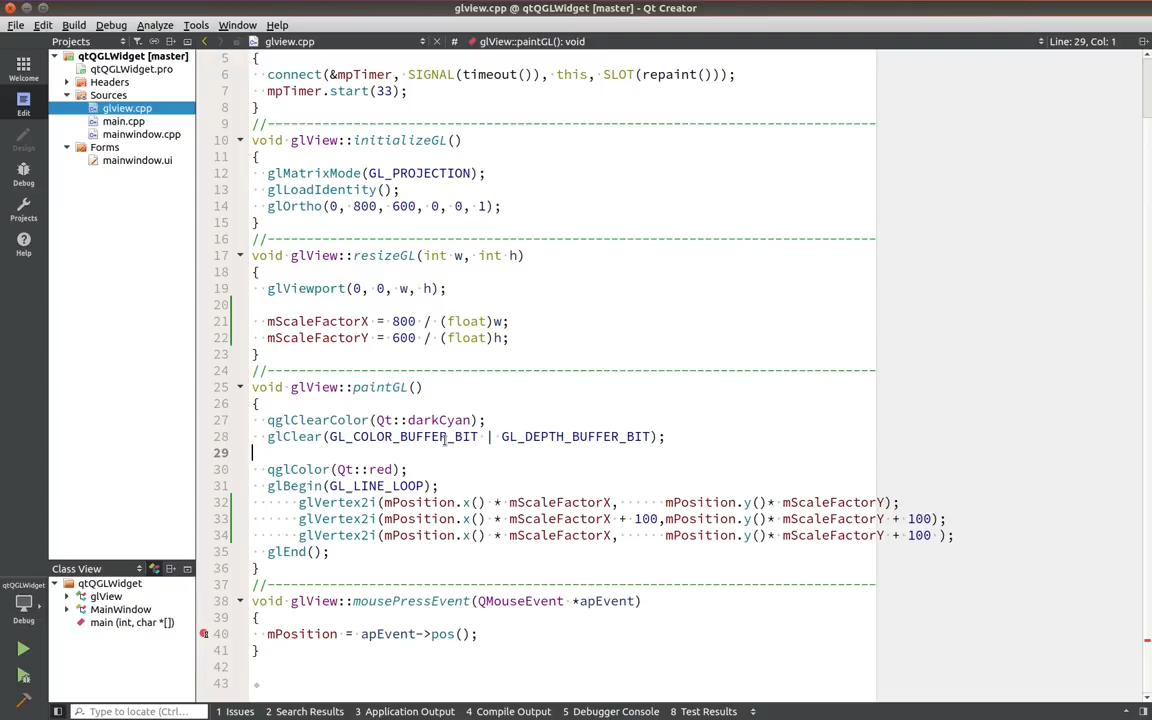 glview.cpp @ qtQGLWidget [master] - Qt Creator
File Edit Build Debug Analyze Tools Window Help
Projects glview.cpp # glView::paintGL(): void Line: 29, Col: 1
Welcome
Edit
Design
Debug
Projects
Help
qtQGLWidget [master]
qtQGLWidget.pro
Headers
Sources
glview.cpp
main.cpp
mainwindow.cpp
Forms
mainwindow.ui
Class View
qtQGLWidget
glView
MainWindow
main (int, char *[])
qtQGLWidget
Debug
5 {
6 connect(&mpTimer, SIGNAL(timeout()), this, SLOT(repaint()));
7 mpTimer.start(33);
8 }
9 //------------------------------------------------------------------------------
10 void glView::initializeGL()
11 {
12 glMatrixMode(GL_PROJECTION);
13 glLoadIdentity();
14 glOrtho(0, 800, 600, 0, 0, 1);
15 }
16 //------------------------------------------------------------------------------
17 void glView::resizeGL(int w, int h)
18 {
19 glViewport(0, 0, w, h);
20
21 mScaleFactorX = 800 / (float)w;
22 mScaleFactorY = 600 / (float)h;
23 }
24 //------------------------------------------------------------------------------
25 void glView::paintGL()
26 {
27 qglClearColor(Qt::darkCyan);
28 glClear(GL_COLOR_BUFFER_BIT | GL_DEPTH_BUFFER_BIT);
29
30 qglColor(Qt::red);
31 glBegin(GL_LINE_LOOP);
32 glVertex2i(mPosition.x() * mScaleFactorX, mPosition.y()* mScaleFactorY);
33 glVertex2i(mPosition.x() * mScaleFactorX + 100,mPosition.y()* mScaleFactorY + 100);
34 glVertex2i(mPosition.x() * mScaleFactorX, mPosition.y()* mScaleFactorY + 100 );
35 glEnd();
36 }
37 //------------------------------------------------------------------------------
38 void glView::mousePressEvent(QMouseEvent *apEvent)
39 {
40 mPosition = apEvent->pos();
41 }
42
43
Type to locate (Ctrl... 1 Issues 2 Search Results 3 Application Output 4 Compile Output 5 Debugger Console 8 Test Results